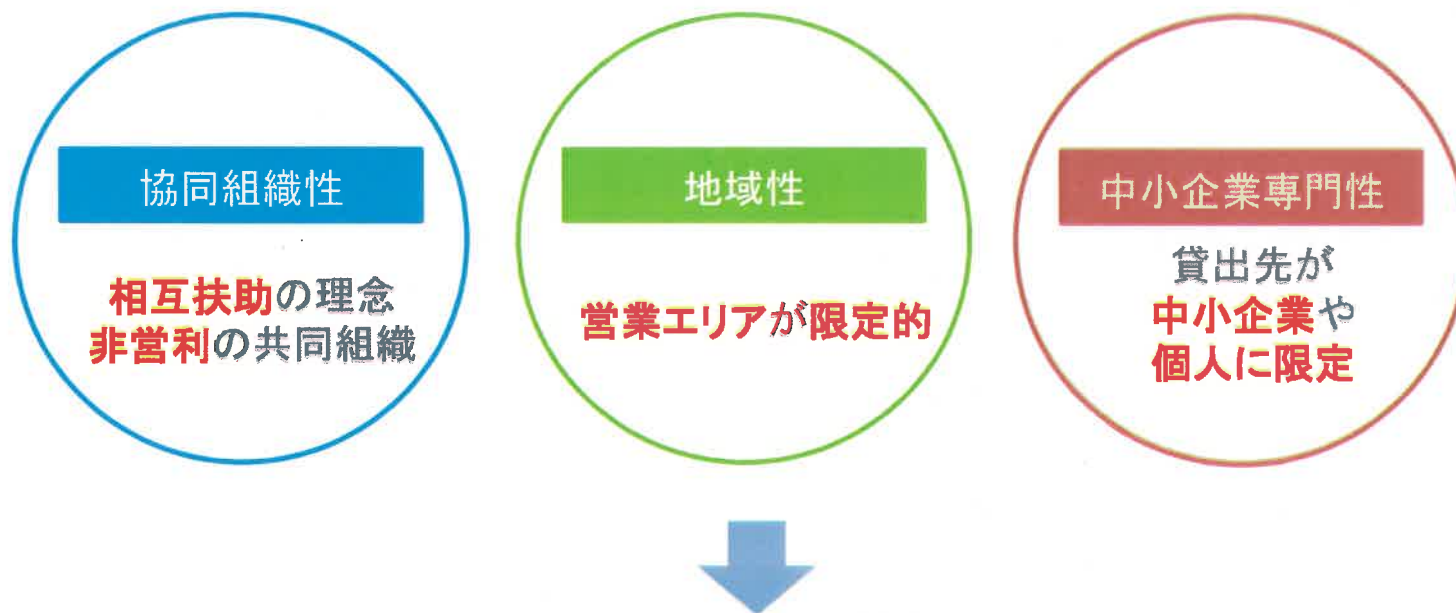 協同組織性
相互扶助の理念
非営利の共同組織
地域性
営業エリアが限定的
中小企業専門性
貸出先が
中小企業や
個人に限定